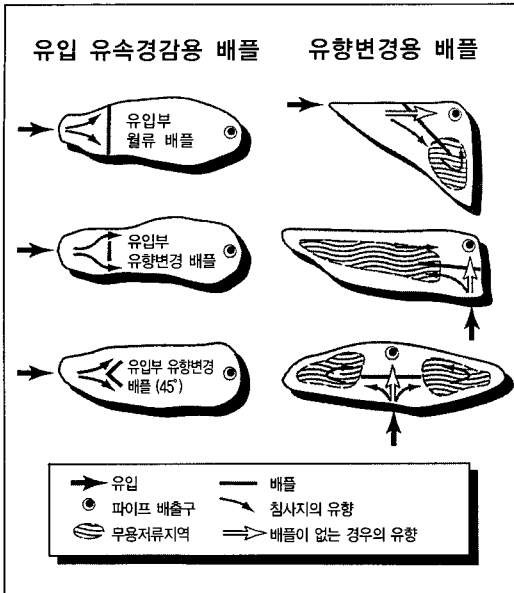 유입 유속경감용 배플
유향변경용 배플
유입부
월류 배플
유입부
유향변경 배플
유입부 유향변경
배플 (45°)
유입
배플
파이프 배출구
침사지의 유향
무용저류지역
배플이 없는 경우의 유향